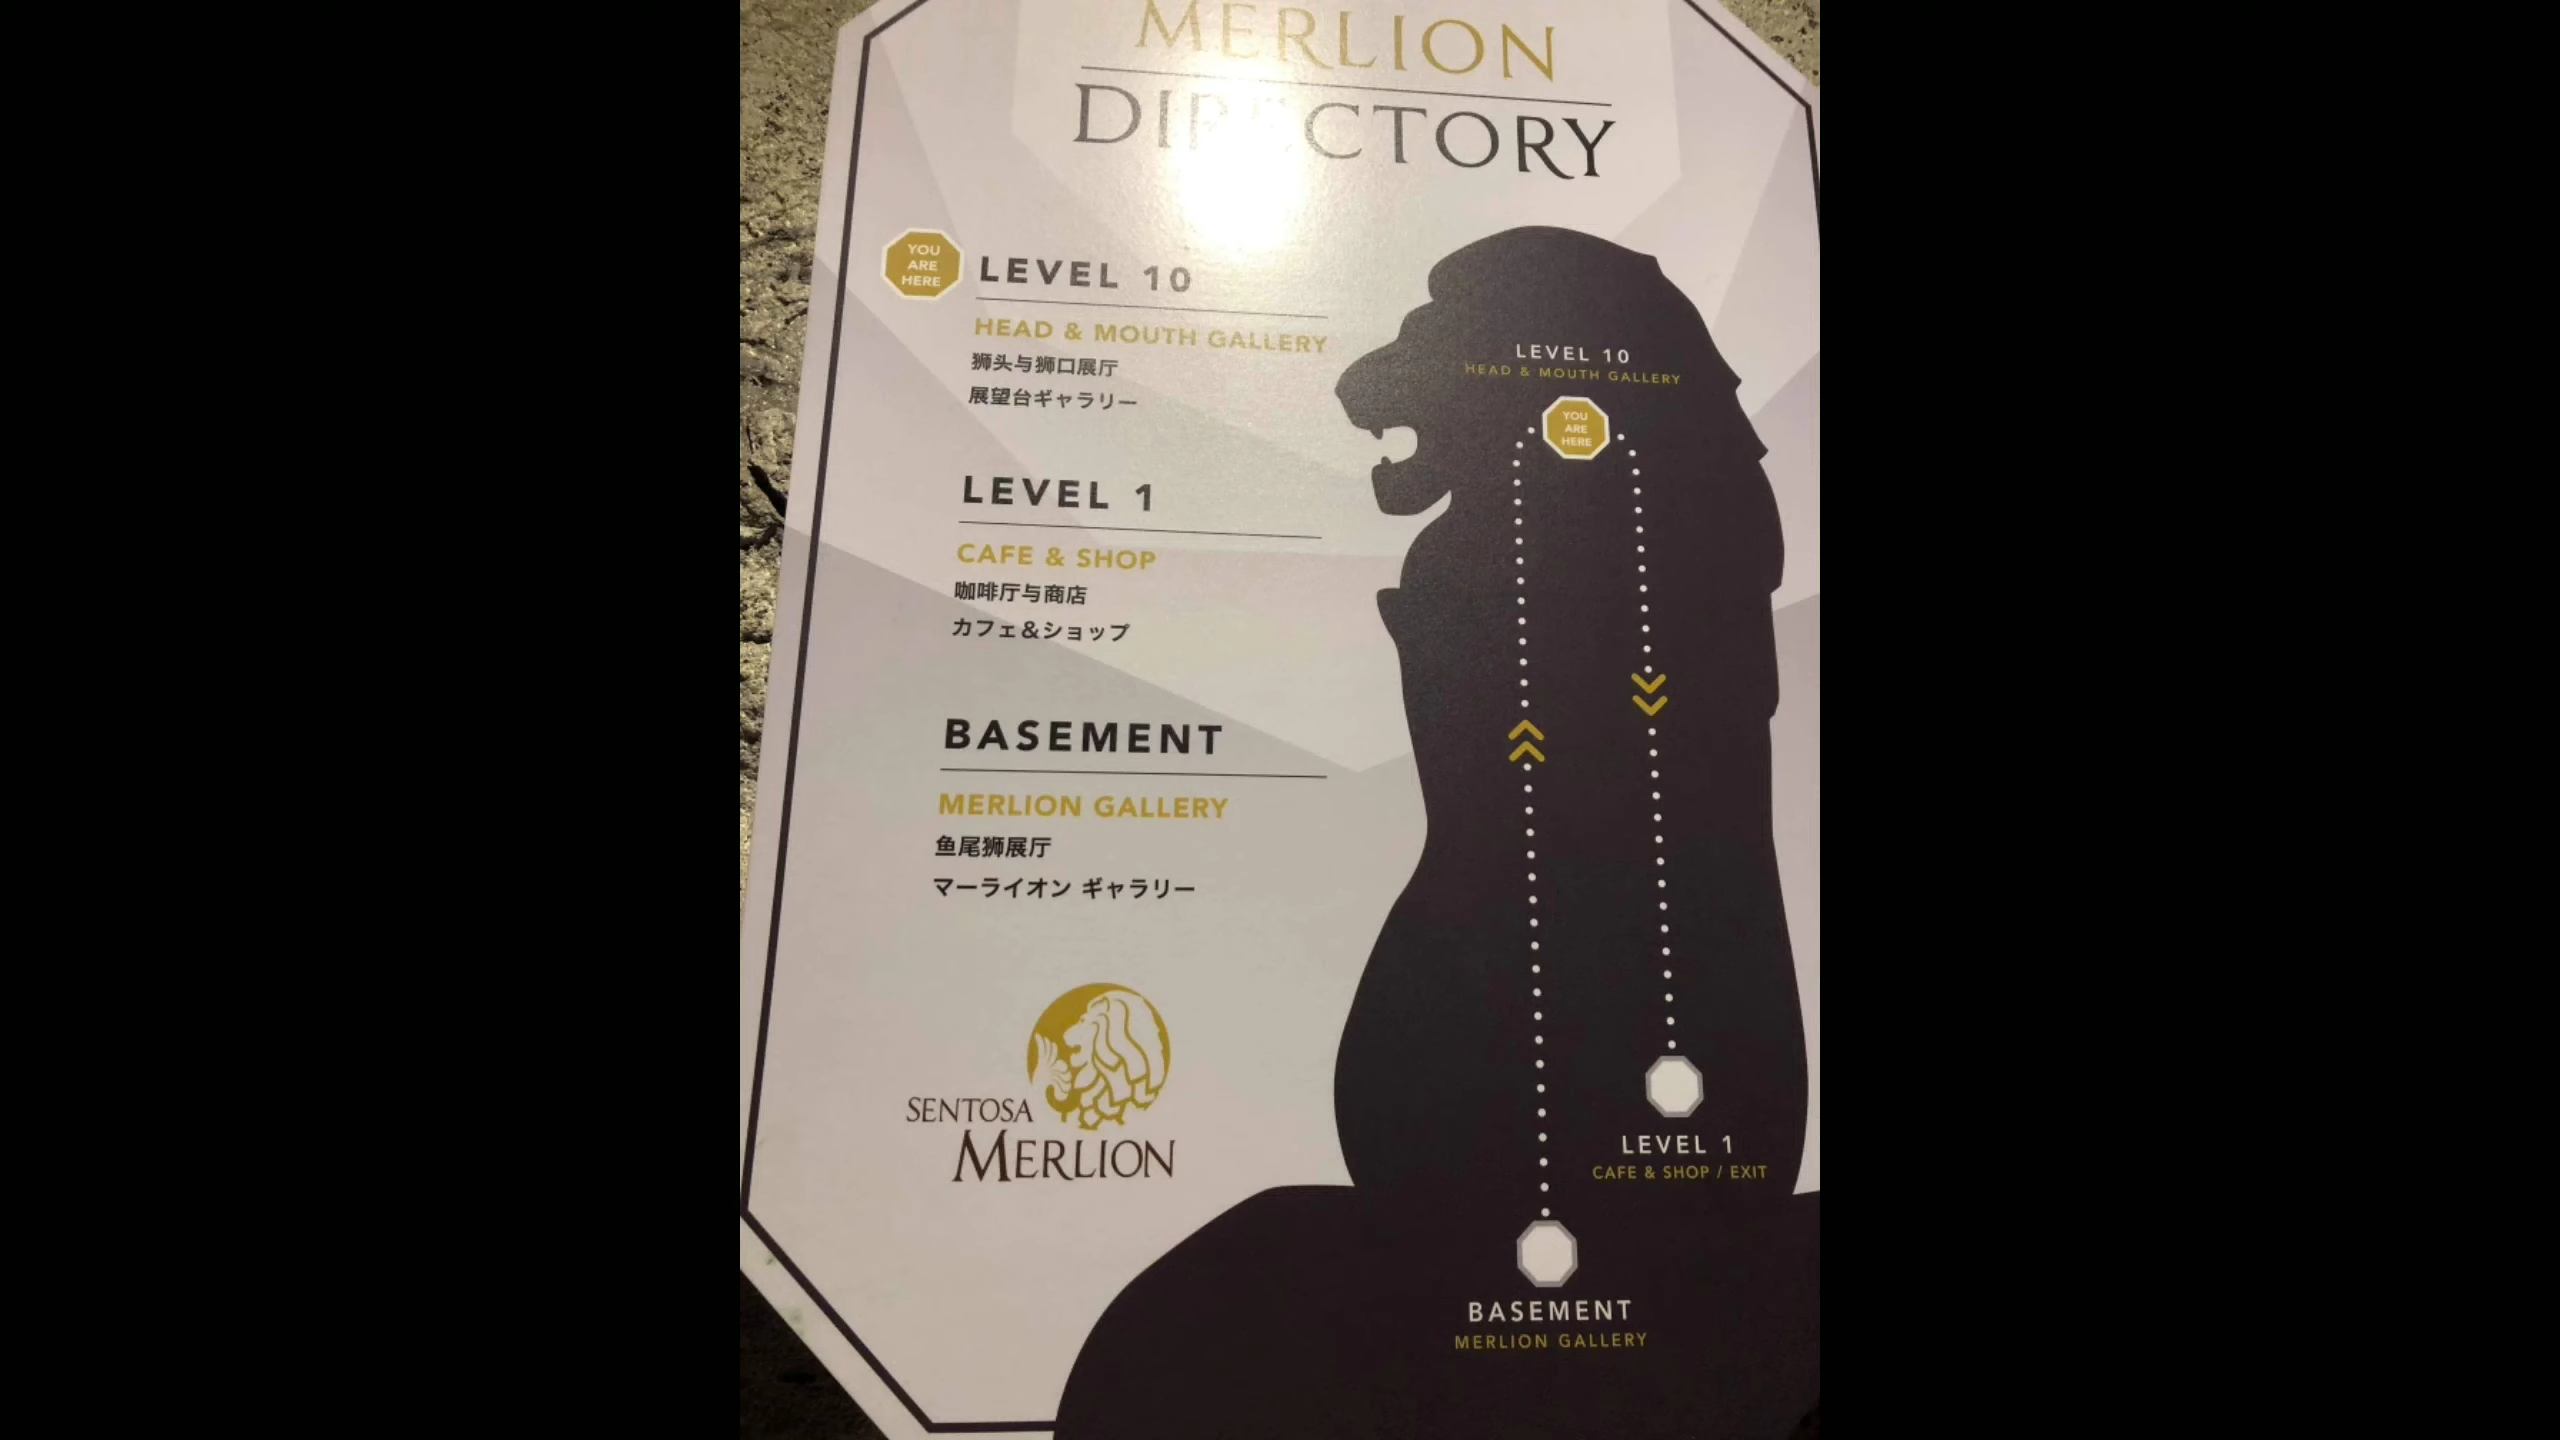 MERLION
DIRECTORY
YOU
ARE
HERE
LEVEL 10
HEAD & MOUTH GALLERY
狮头与狮口展厅
展望台ギャラリー
LEVEL 1
CAFE & SHOP
咖啡厅与商店
カフェ&ショップ
BASEMENT
MERLION GALLERY
鱼尾狮展厅
マーライオン ギャラリー
SENTOSA
MERLION
LEVEL 10
HEAD & MOUTH GALLERY
YOU
ARE
HERE
LEVEL 1
CAFE & SHOP / EXIT
BASEMENT
MERLION GALLERY